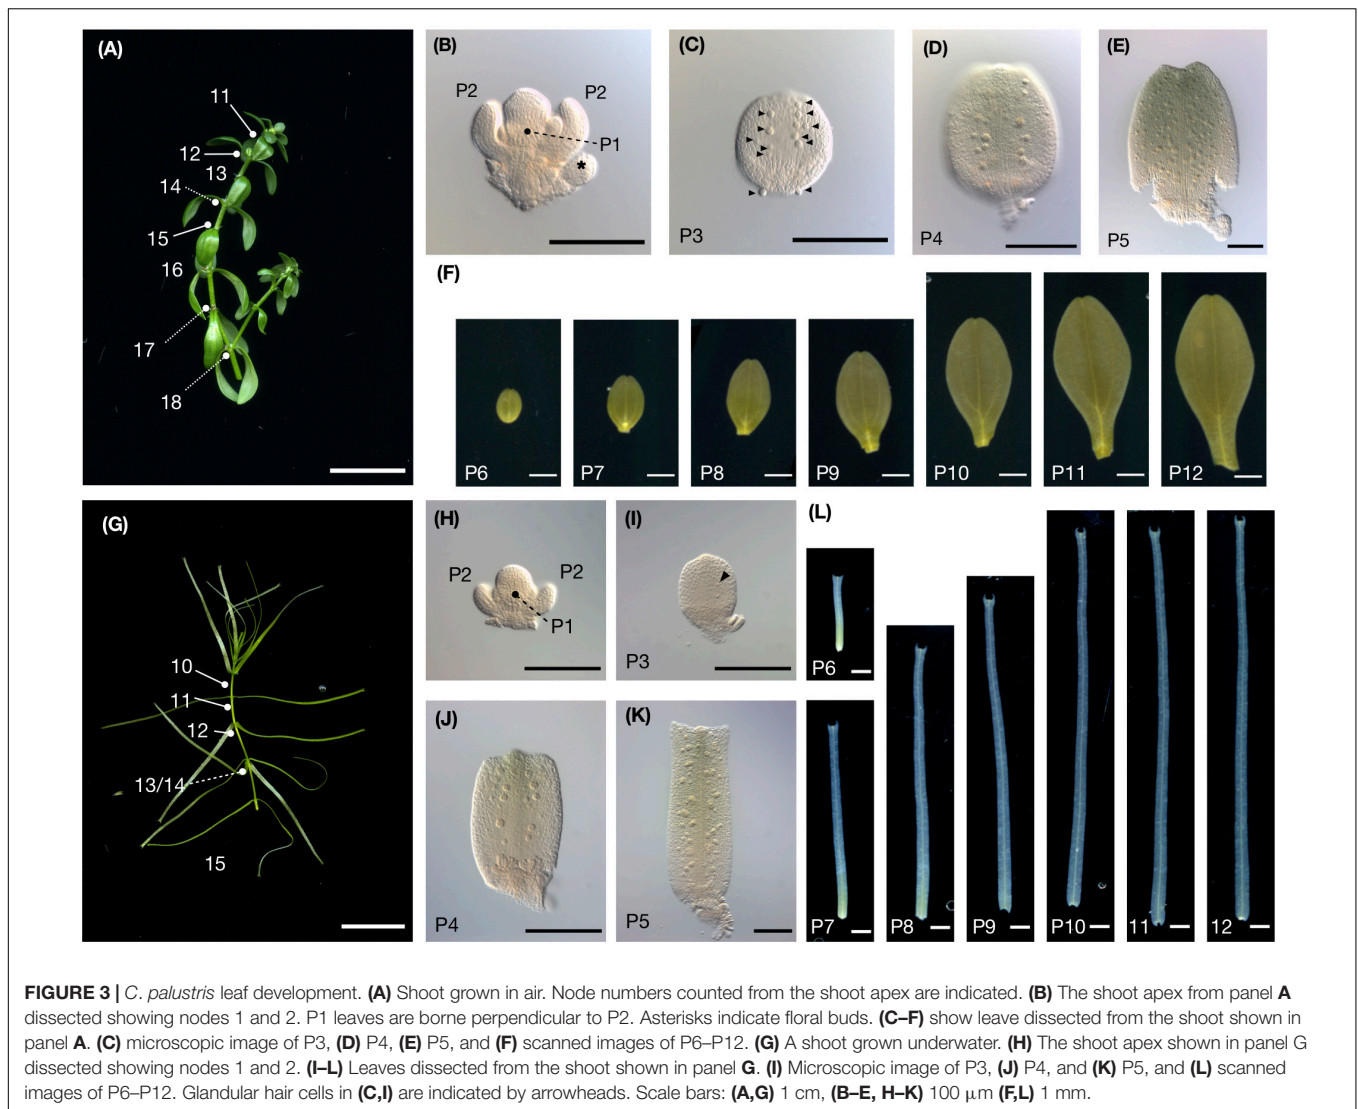 (A)
11
12
13
14
15
16
17
18
(B)
P2
P2
P1
*
(C)
P3
(D)
P4
(E)
P5
(F)
P6
P7
P8
P9
P10
P11
P12
(G)
10
11
12
13/14
15
(H)
P2
P2
P1
(I)
P3
(J)
P4
(K)
P5
(L)
P6
P7
P8
P9
P10
11
12
FIGURE 3 | C. palustris leaf development. (A) Shoot grown in air. Node numbers counted from the shoot apex are indicated. (B) The shoot apex from panel A
dissected showing nodes 1 and 2. P1 leaves are borne perpendicular to P2. Asterisks indicate floral buds. (C–F) show leave dissected from the shoot shown in
panel A. (C) microscopic image of P3, (D) P4, (E) P5, and (F) scanned images of P6–P12. (G) A shoot grown underwater. (H) The shoot apex shown in panel G
dissected showing nodes 1 and 2. (I–L) Leaves dissected from the shoot shown in panel G. (I) Microscopic image of P3, (J) P4, and (K) P5, and (L) scanned
images of P6–P12. Glandular hair cells in (C,I) are indicated by arrowheads. Scale bars: (A,G) 1 cm, (B–E, H–K) 100 μm (F,L) 1 mm.